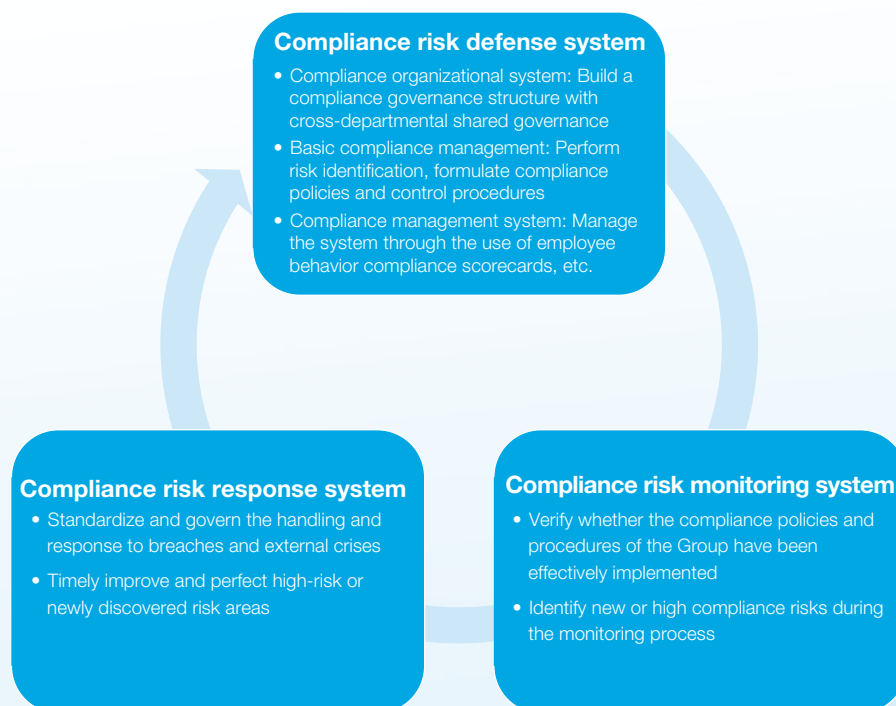 Compliance risk defense system
• Compliance organizational system: Build a
compliance governance structure with
cross-departmental shared governance
• Basic compliance management: Perform
risk identification, formulate compliance
policies and control procedures
• Compliance management system: Manage
the system through the use of employee
behavior compliance scorecards, etc.
Compliance risk response system
• Standardize and govern the handling and
response to breaches and external crises
• Timely improve and perfect high-risk or
newly discovered risk areas
Compliance risk monitoring system
• Verify whether the compliance policies and
procedures of the Group have been
effectively implemented
• Identify new or high compliance risks during
the monitoring process